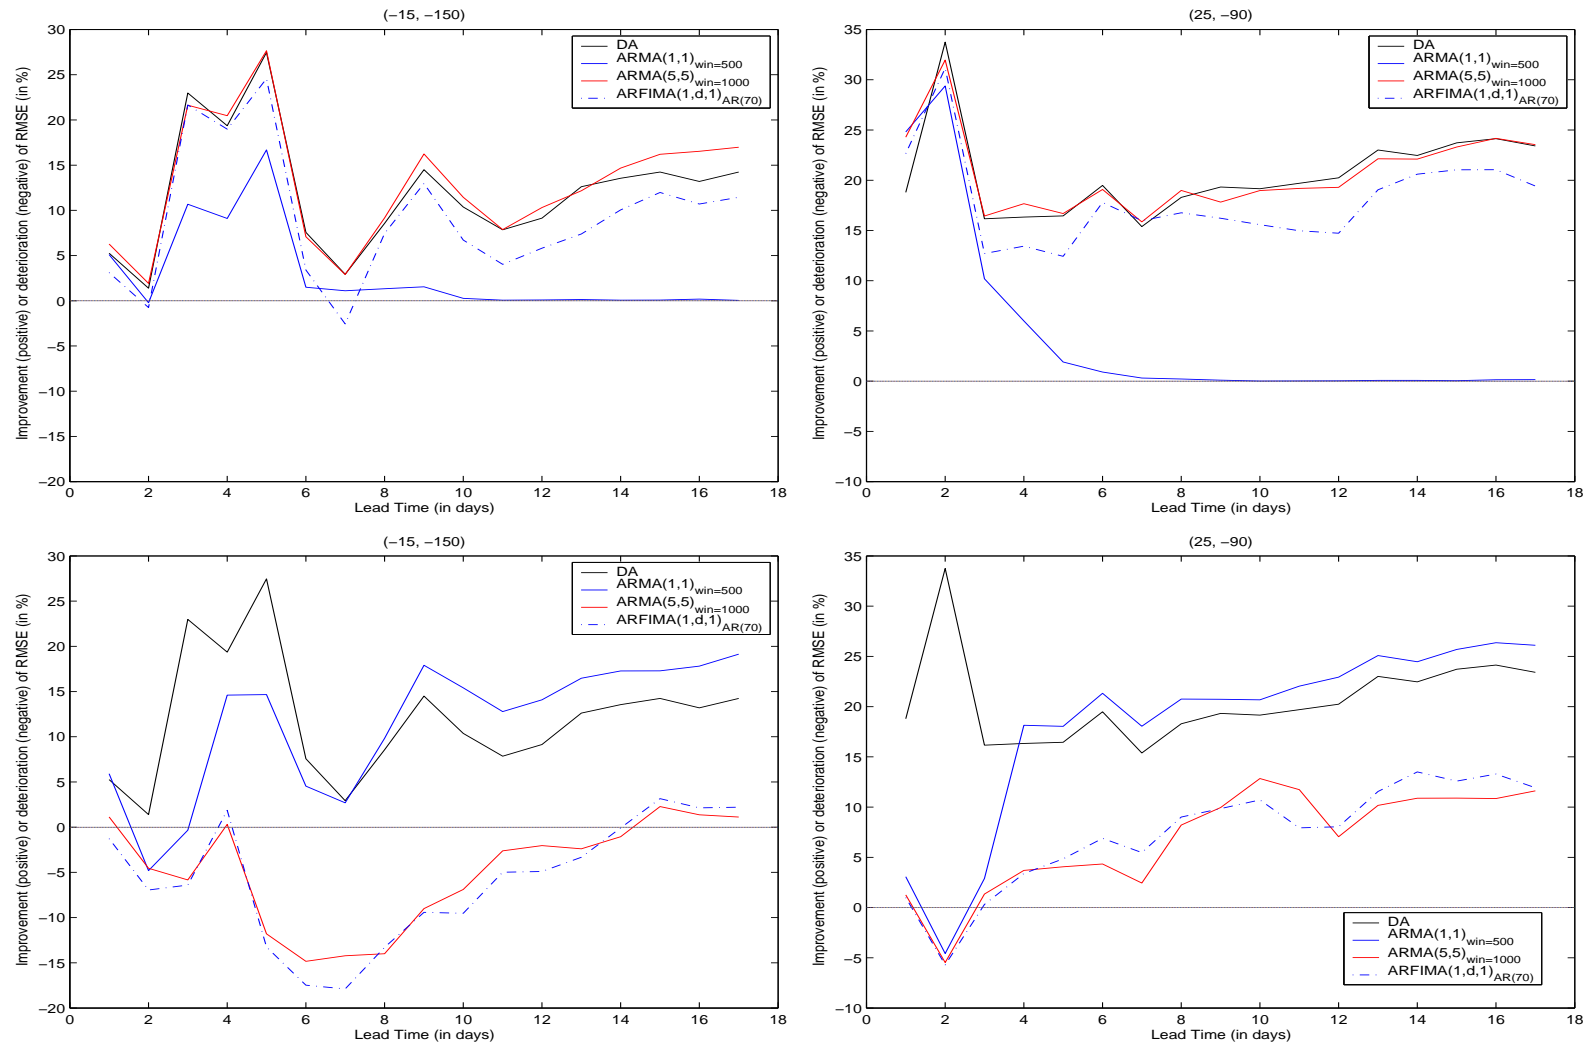 (−15, −150)
Improvement (positive) or deterioration (negative) of RMSE (in %)
30
25
20
15
10
5
0
−5
−10
−15
−20
0 2 4 6 8 10 12 14 16 18
Lead Time (in days)
DA
ARMA(1,1)win=500
ARMA(5,5)win=1000
ARFIMA(1,d,1)AR(70)
(25, −90)
Improvement (positive) or deterioration (negative) of RMSE (in %)
35
30
25
20
15
10
5
0
−5
−10
0 2 4 6 8 10 12 14 16 18
Lead Time (in days)
DA
ARMA(1,1)win=500
ARMA(5,5)win=1000
ARFIMA(1,d,1)AR(70)
(−15, −150)
Improvement (positive) or deterioration (negative) of RMSE (in %)
30
25
20
15
10
5
0
−5
−10
−15
−20
0 2 4 6 8 10 12 14 16 18
Lead Time (in days)
DA
ARMA(1,1)win=500
ARMA(5,5)win=1000
ARFIMA(1,d,1)AR(70)
(25, −90)
Improvement (positive) or deterioration (negative) of RMSE (in %)
35
30
25
20
15
10
5
0
−5
−10
0 2 4 6 8 10 12 14 16 18
Lead Time (in days)
DA
ARMA(1,1)win=500
ARMA(5,5)win=1000
ARFIMA(1,d,1)AR(70)